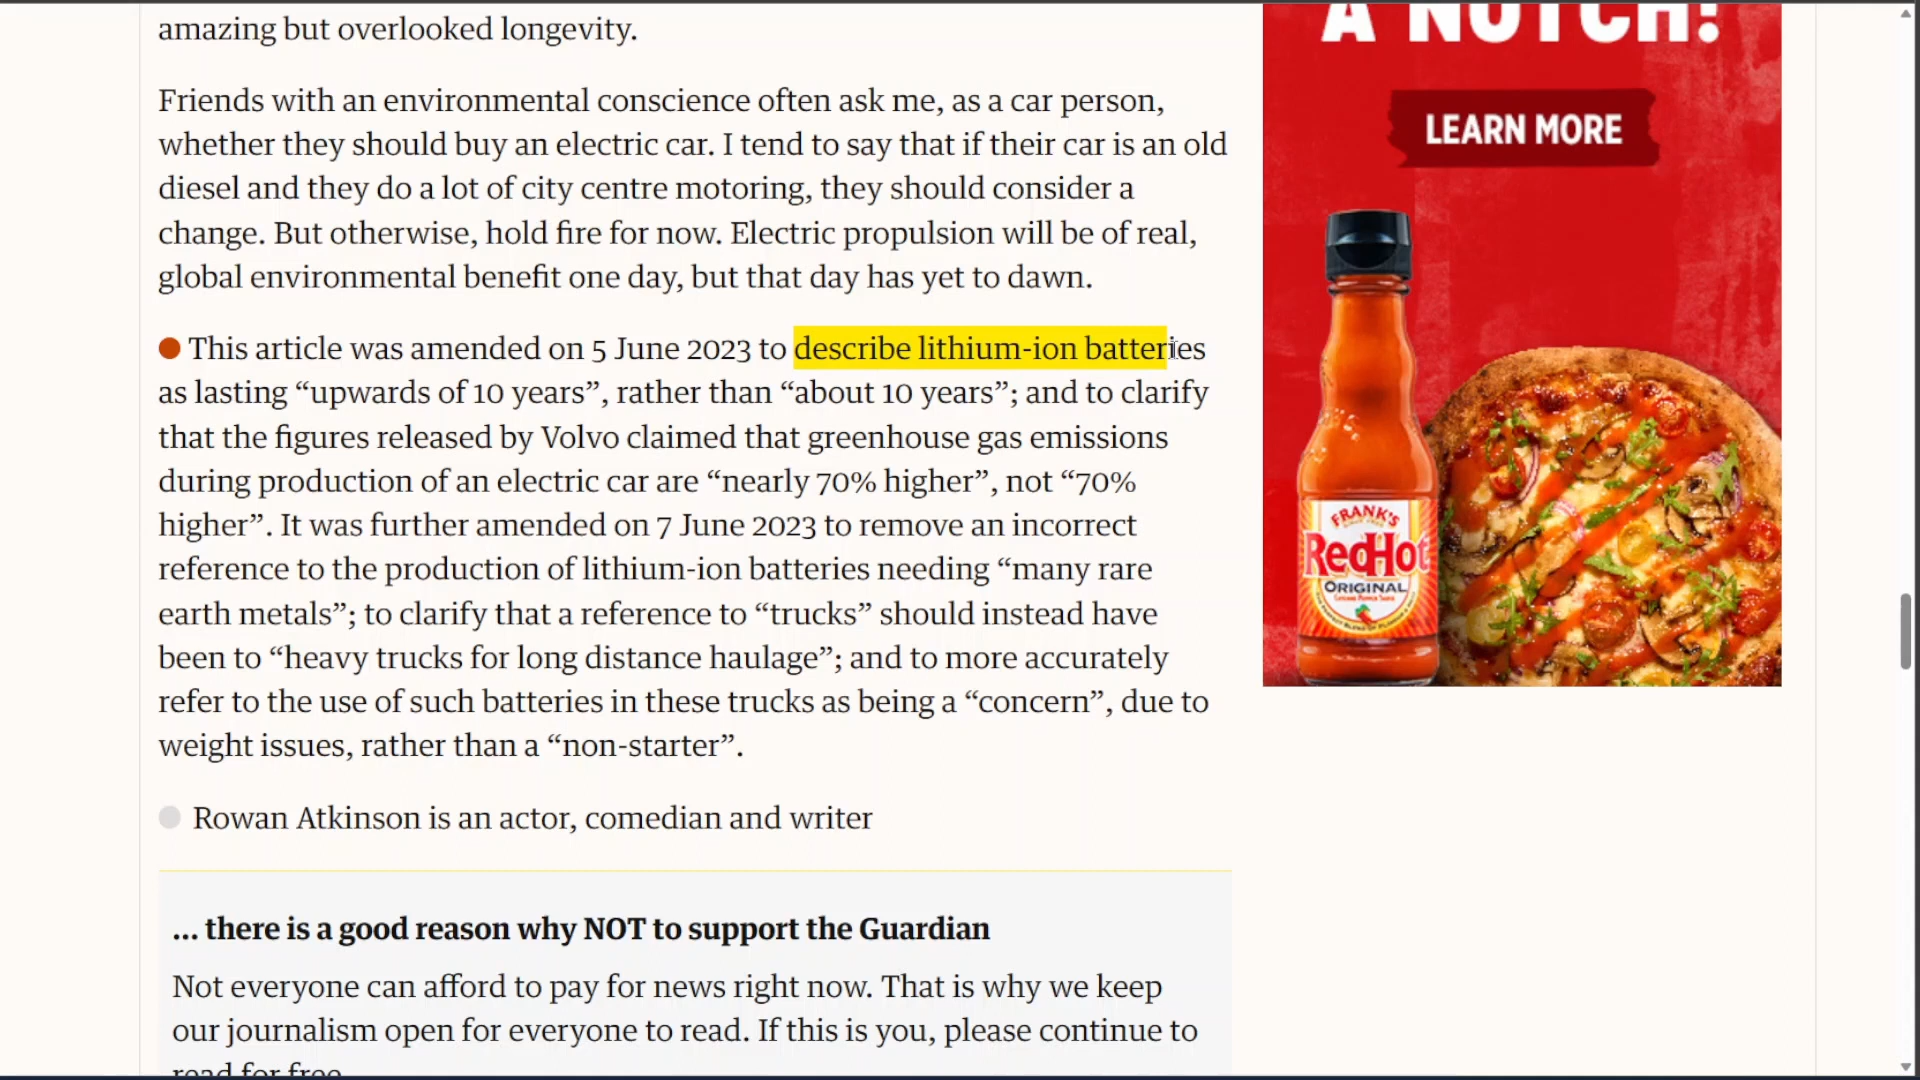 amazing but overlooked longevity.
Friends with an environmental conscience often ask me, as a car person,
whether they should buy an electric car. I tend to say that if their car is an old
diesel and they do a lot of city centre motoring, they should consider a
change. But otherwise, hold fire for now. Electric propulsion will be of real,
global environmental benefit one day, but that day has yet to dawn.
This article was amended on 5 June 2023 to describe lithium-ion batteries
as lasting “upwards of 10 years”, rather than “about 10 years”; and to clarify
that the figures released by Volvo claimed that greenhouse gas emissions
during production of an electric car are “nearly 70% higher”, not “70%
higher”. It was further amended on 7 June 2023 to remove an incorrect
reference to the production of lithium-ion batteries needing “many rare
earth metals”; to clarify that a reference to “trucks” should instead have
been to “heavy trucks for long distance haulage”; and to more accurately
refer to the use of such batteries in these trucks as being a “concern”, due to
weight issues, rather than a “non-starter”.
Rowan Atkinson is an actor, comedian and writer
... there is a good reason why NOT to support the Guardian
Not everyone can afford to pay for news right now. That is why we keep
our journalism open for everyone to read. If this is you, please continue to
read for free.
A NOTCH!
LEARN MORE
FRANK'S
RedHot
ORIGINAL